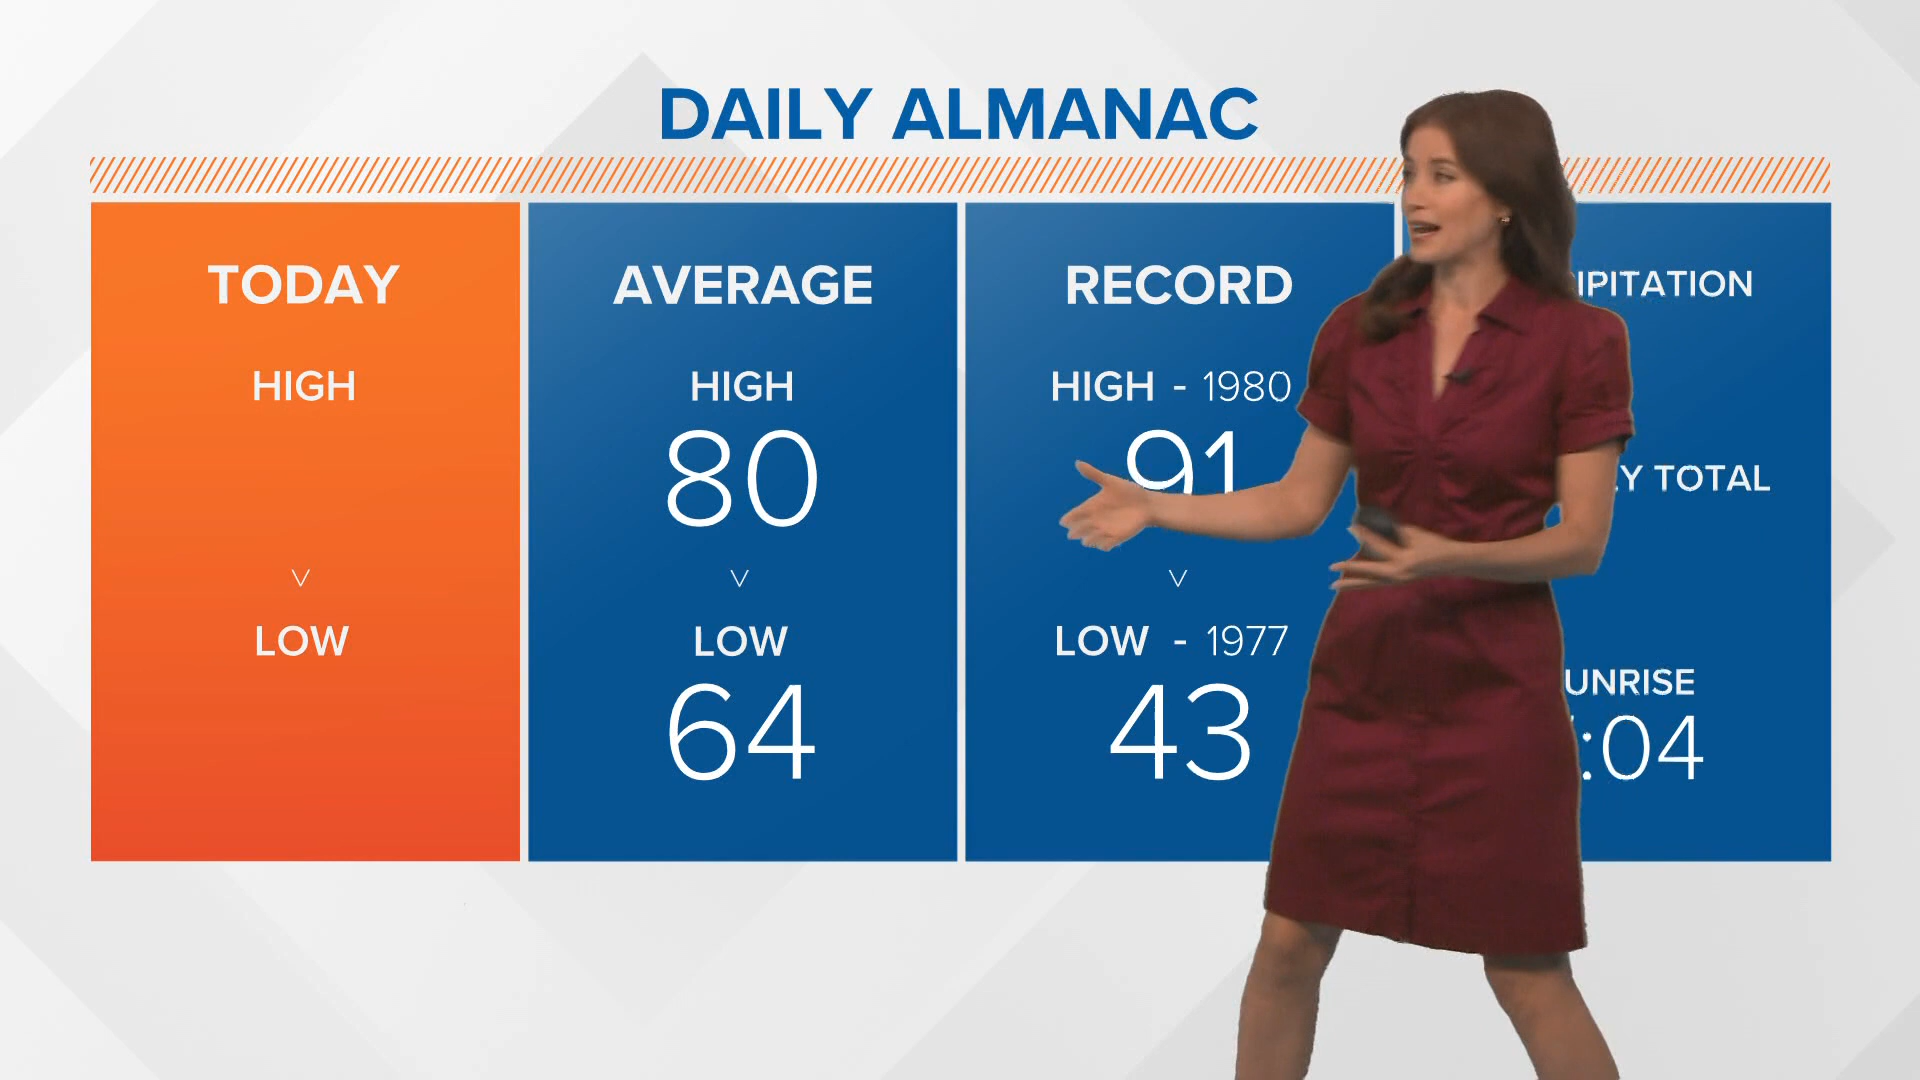 DAILY ALMANAC
TODAY
HIGH
LOW
AVERAGE
HIGH
80
LOW
64
RECORD
HIGH - 1980
91
LOW - 1977
43
IPITATION
Y TOTAL
UNRISE
:04